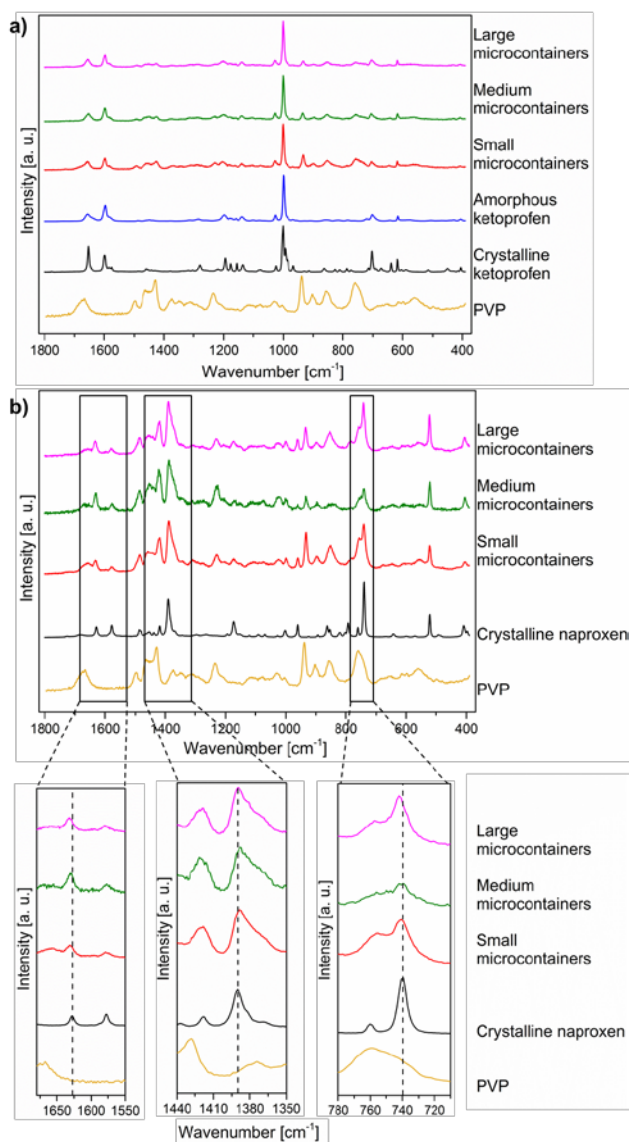 a)
Large
microcontainers
Medium
microcontainers
Small
microcontainers
Amorphous
ketoprofen
Crystalline
ketoprofen
PVP
Intensity [a. u.]
1800 1600 1400 1200 1000 800 600 400
Wavenumber [cm-1]
b)
Large
microcontainers
Medium
microcontainers
Small
microcontainers
Crystalline naproxen
PVP
Intensity [a. u.]
1800 1600 1400 1200 1000 800 600 400
Wavenumber [cm-1]
Large
microcontainers
Medium
microcontainers
Small
microcontainers
Crystalline naproxen
PVP
Intensity [a. u.]
Intensity [a. u.]
Intensity [a. u.]
1650 1600 1550
1440 1410 1380 1350
780 760 740 720
Wavenumber [cm-1]